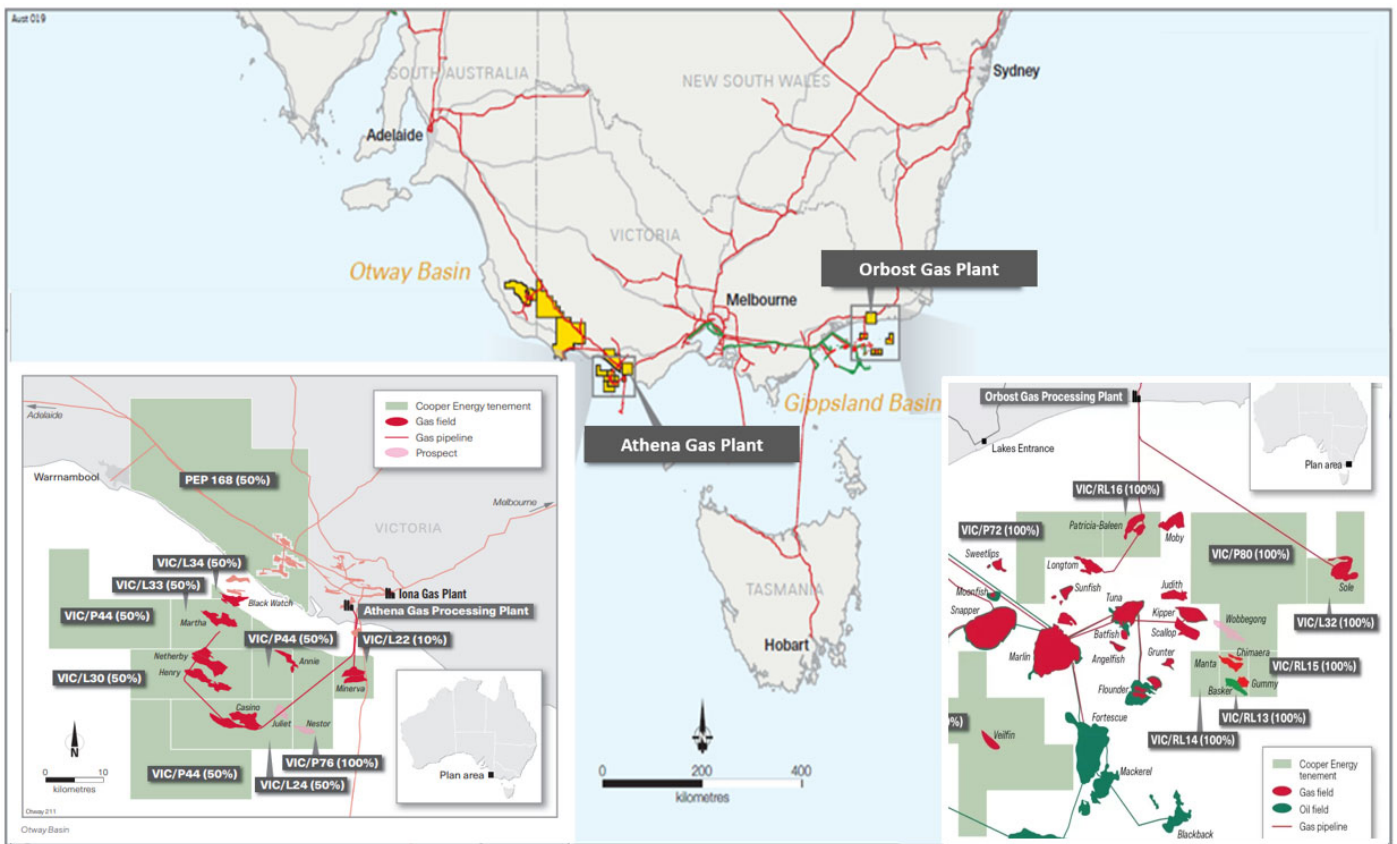 Aust 019
SOUTH AUSTRALIA
NEW SOUTH WALES
Sydney
Adelaide
VICTORIA
Otway Basin
Orbost Gas Plant
Melbourne
Gippsland Basin
Athena Gas Plant
TASMANIA
Hobart
N
0 200 400
kilometres
Adelaide
Cooper Energy tenement
Gas field
Gas pipeline
Prospect
Warrnambool
PEP 168 (50%)
Melbourne
VICTORIA
VIC/L34 (50%)
VIC/L33 (50%)
Iona Gas Plant
Black Watch
Athena Gas Processing Plant
VIC/P44 (50%)
Martha
VIC/P44 (50%)
VIC/L22 (10%)
Netherby
Annie
Henry
VIC/L30 (50%)
Minerva
Casino
Juliet
Nestor
N
VIC/P76 (100%)
0 10
kilometres
VIC/P44 (50%)
VIC/L24 (50%)
Plan area
Otway 211
Otway Basin
Orbost Gas Processing Plant
Lakes Entrance
Plan area
VIC/RL16 (100%)
VIC/P72 (100%)
Patricia-Baleen
Moby
VIC/P80 (100%)
Sweetlips
Longtom
Sole
Moonfish
Sunfish
Judith
Snapper
Tuna
Kipper
VIC/L32 (100%)
Wobbegong
Batfish
Scallop
Marlin
Angelfish
Grunter
Chimaera
Manta
VIC/RL15 (100%)
Gummy
Basker
Flounder
VIC/RL13 (100%)
Fortescue
%)
VIC/RL14 (100%)
Veilfin
Mackerel
Blackback
Cooper Energy
tenement
Gas field
Oil field
Gas pipeline